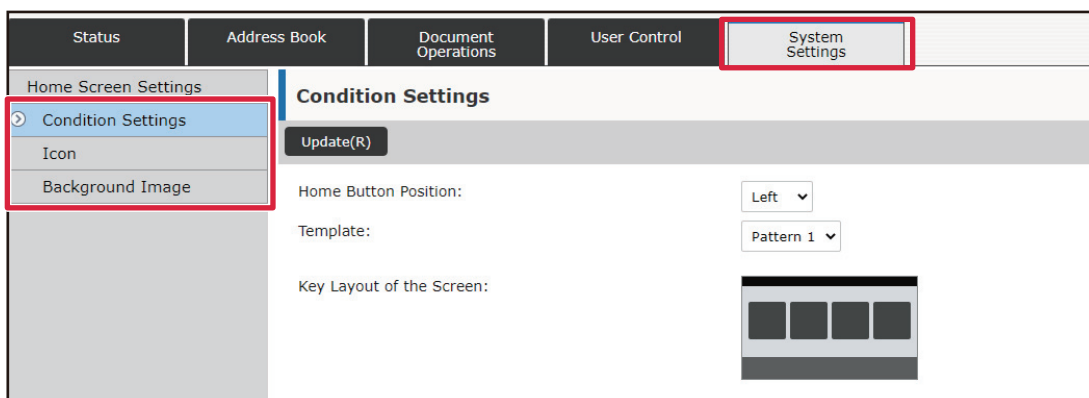 Status
Address Book
Document
Operations
User Control
System
Settings
Home Screen Settings
Condition Settings
Icon
Background Image
Condition Settings
Update(R)
Home Button Position:
Left
Template:
Pattern 1
Key Layout of the Screen: